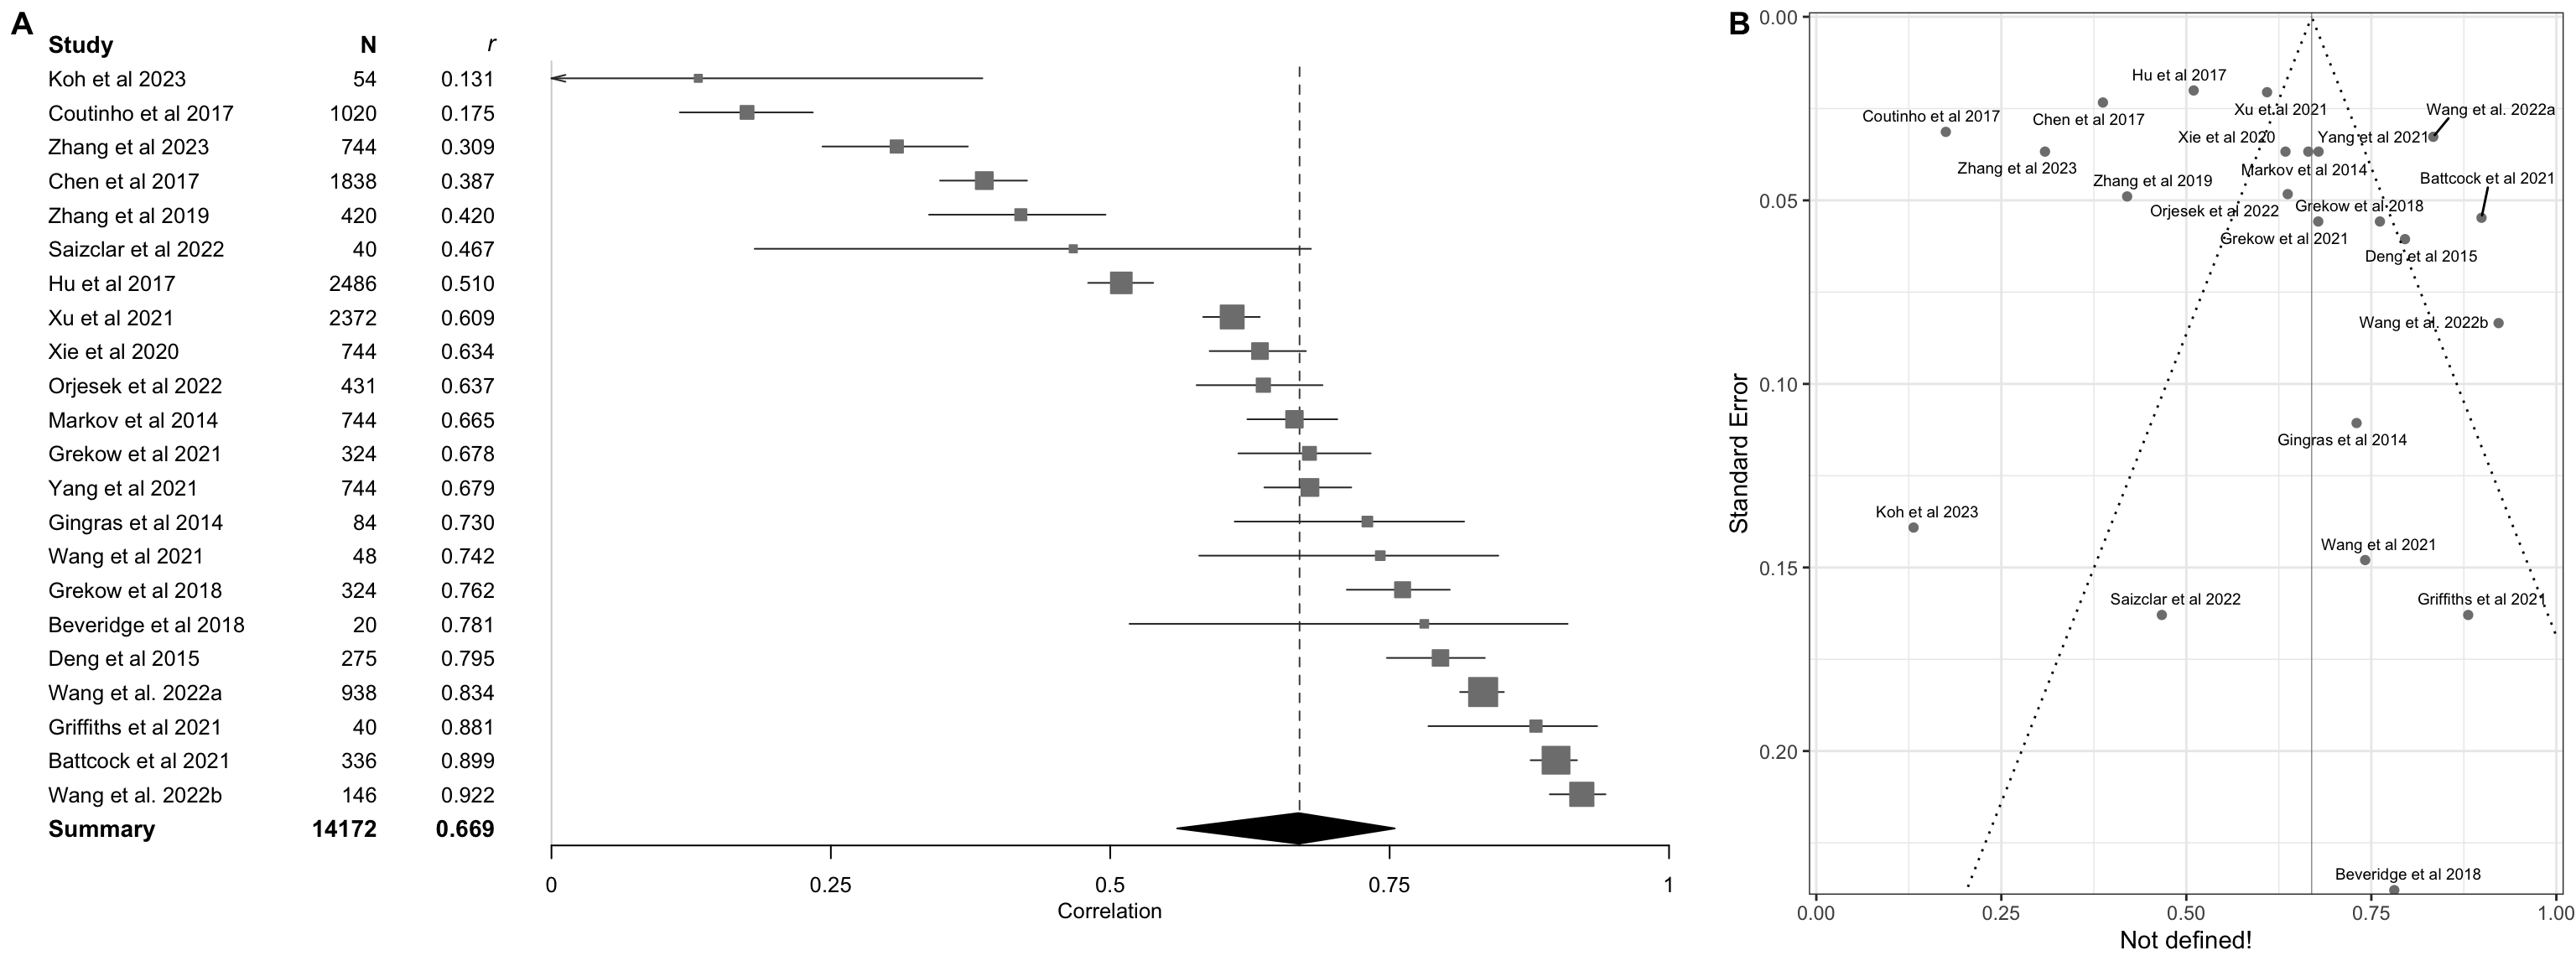 A
Study N r
Koh et al 2023 54 0.131
Coutinho et al 2017 1020 0.175
Zhang et al 2023 744 0.309
Chen et al 2017 1838 0.387
Zhang et al 2019 420 0.420
Saizclar et al 2022 40 0.467
Hu et al 2017 2486 0.510
Xu et al 2021 2372 0.609
Xie et al 2020 744 0.634
Orjesek et al 2022 431 0.637
Markov et al 2014 744 0.665
Grekow et al 2021 324 0.678
Yang et al 2021 744 0.679
Gingras et al 2014 84 0.730
Wang et al 2021 48 0.742
Grekow et al 2018 324 0.762
Beveridge et al 2018 20 0.781
Deng et al 2015 275 0.795
Wang et al. 2022a 938 0.834
Griffiths et al 2021 40 0.881
Battcock et al 2021 336 0.899
Wang et al. 2022b 146 0.922
Summary 14172 0.669
0 0.25 0.5 0.75 1
Correlation
B
Standard Error
0.00
0.05
0.10
0.15
0.20
Hu et al 2017
Coutinho et al 2017
Chen et al 2017
Xu et al 2021
Wang et al. 2022a
Xie et al 2020
Yang et al 2021
Zhang et al 2023
Markov et al 2014
Zhang et al 2019
Battcock et al 2021
Orjesek et al 2022
Grekow et al 2018
Grekow et al 2021
Deng et al 2015
Wang et al. 2022b
Gingras et al 2014
Koh et al 2023
Wang et al 2021
Saizclar et al 2022
Griffiths et al 2021
Beveridge et al 2018
0.00 0.25 0.50 0.75 1.00
Not defined!